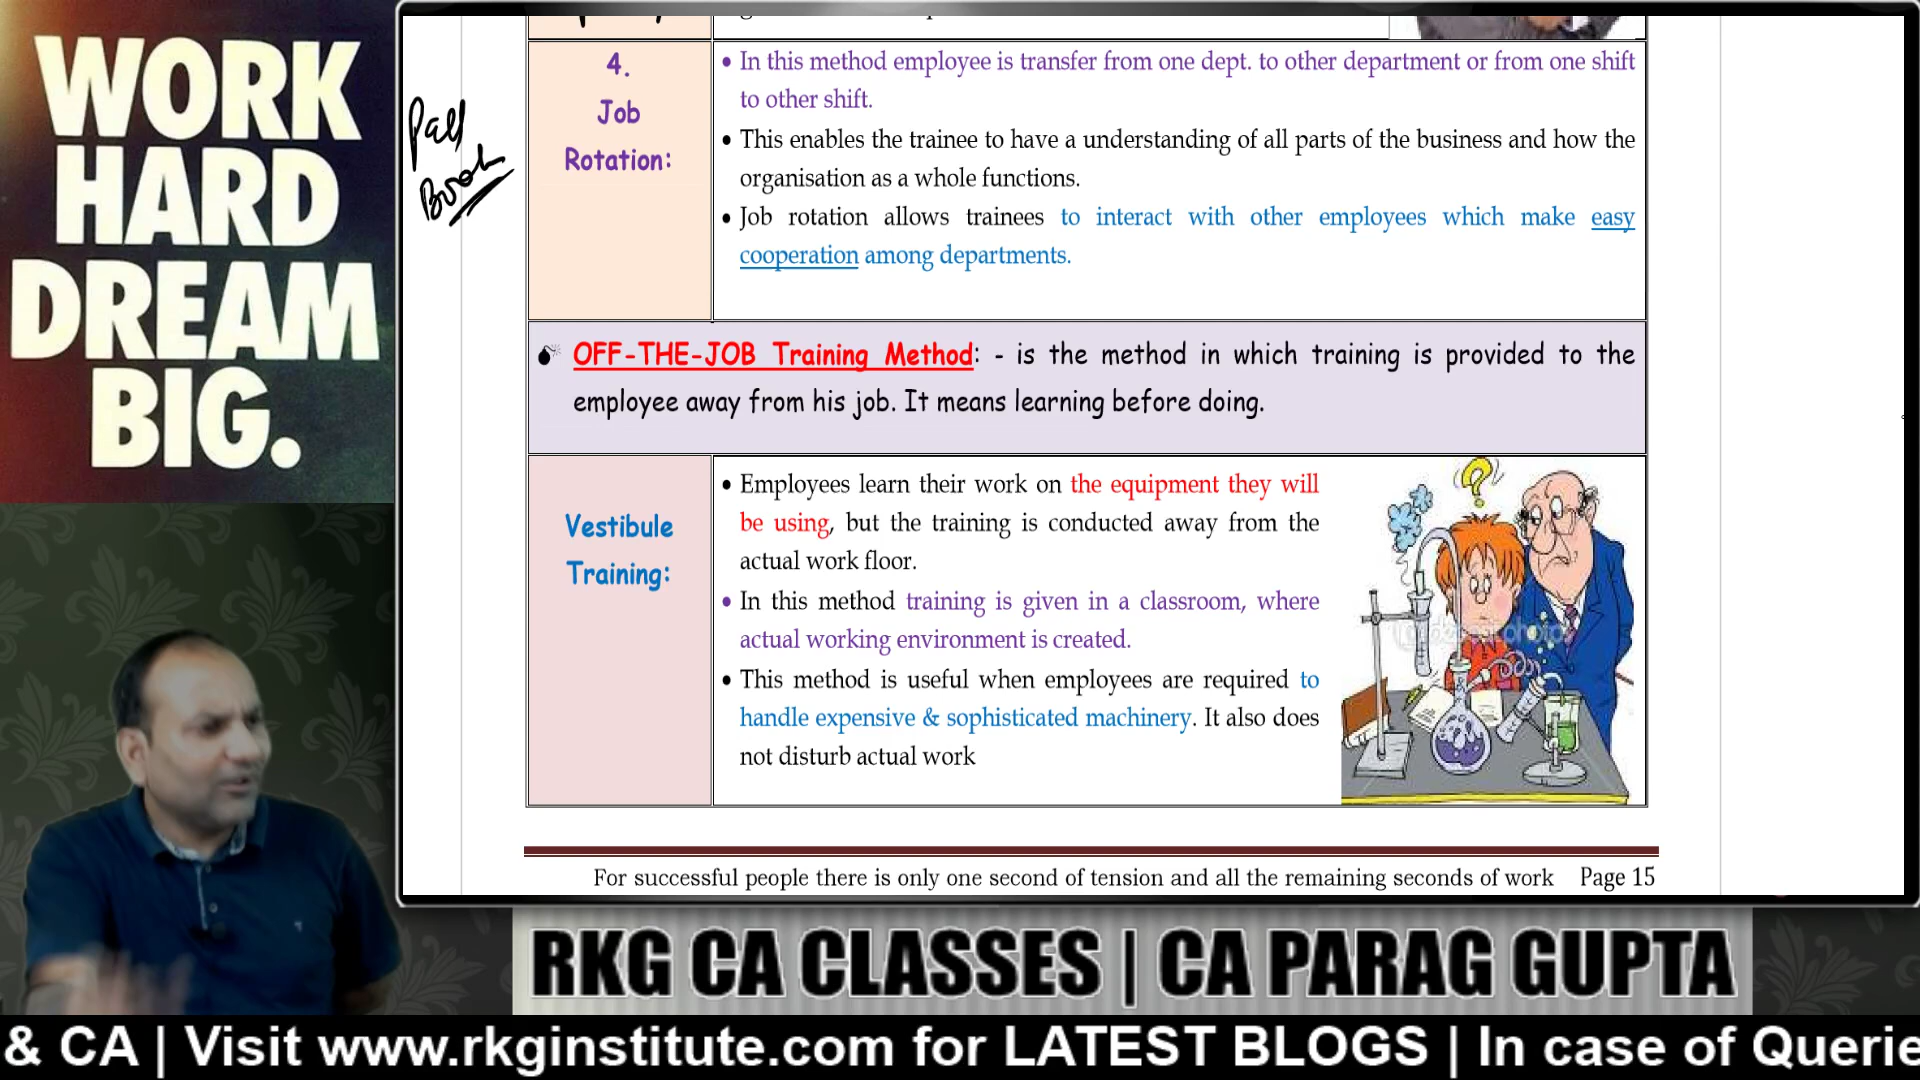 WORK
HARD
DREAM
BIG.
4.
Job
Rotation:
• In this method employee is transfer from one dept. to other department or from one shift
to other shift.
• This enables the trainee to have a understanding of all parts of the business and how the
organisation as a whole functions.
• Job rotation allows trainees to interact with other employees which make easy
cooperation among departments.
OFF-THE-JOB Training Method: - is the method in which training is provided to the
employee away from his job. It means learning before doing.
Vestibule
Training:
• Employees learn their work on the equipment they will
be using, but the training is conducted away from the
actual work floor.
• In this method training is given in a classroom, where
actual working environment is created.
• This method is useful when employees are required to
handle expensive & sophisticated machinery. It also does
not disturb actual work
For successful people there is only one second of tension and all the remaining seconds of work Page 15
RKG CA CLASSES | CA PARAG GUPTA
& CA | Visit www.rkginstitute.com for LATEST BLOGS | In case of Querie